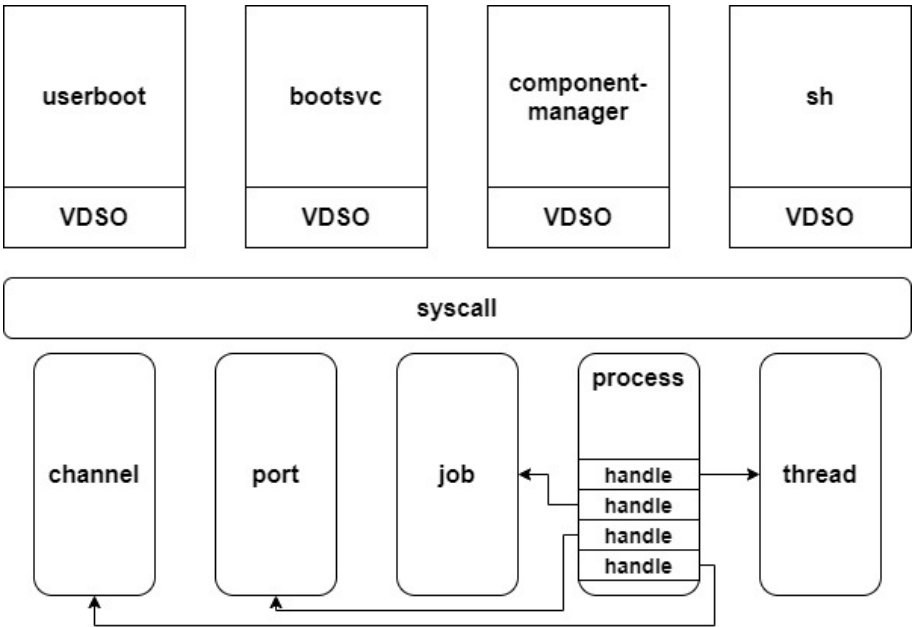 userboot
bootsvc
component-
manager
sh
VDSO
VDSO
VDSO
VDSO
syscall
channel
port
job
process
handle
handle
handle
handle
thread